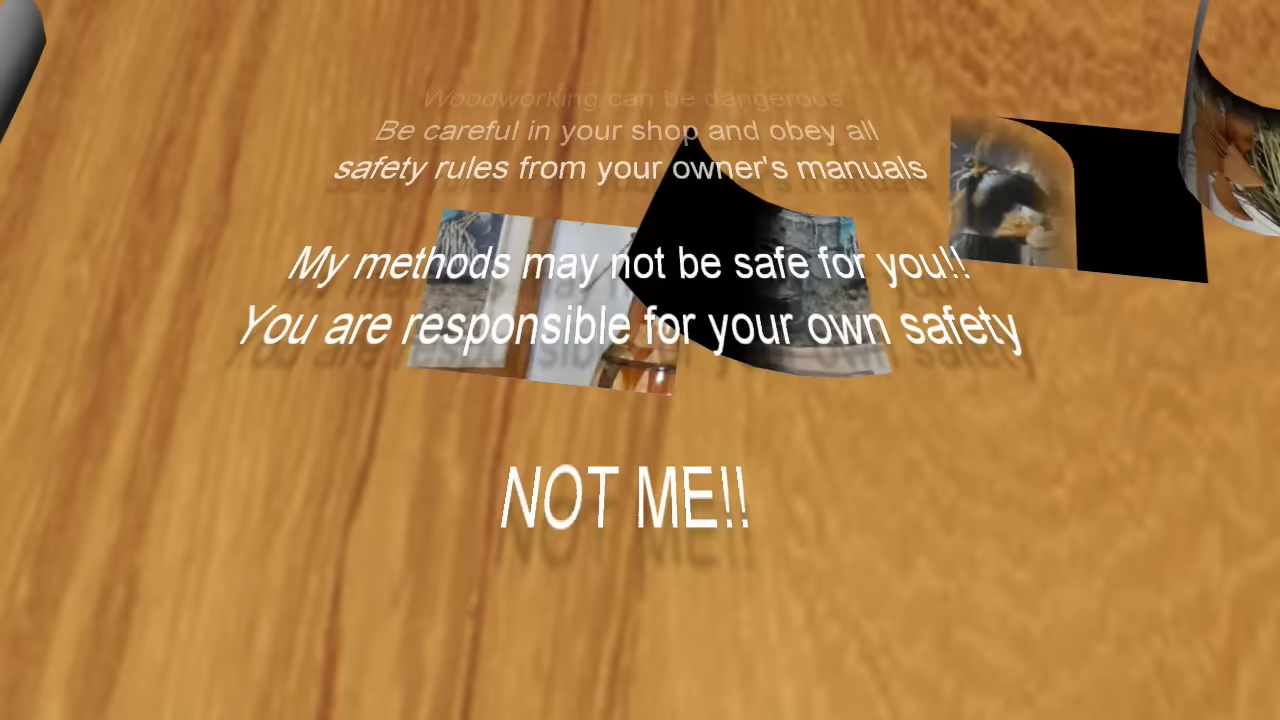 Woodworking can be dangerous
Be careful in your shop and obey all
safety rules from your owner's manuals
My methods may not be safe for you!!
You are responsible for your own safety
NOT ME!!